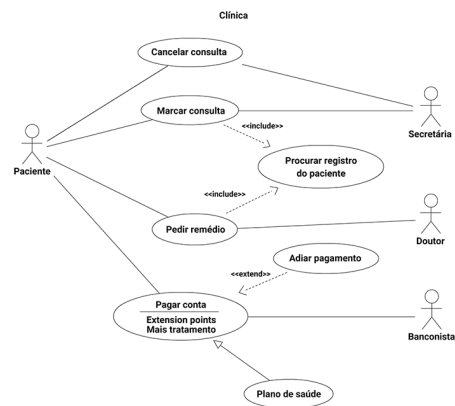 Clínica
Cancelar consulta
Marcar consulta
<<include>>
Secretária
Paciente
Procurar registro
do paciente
<<include>>
Pedir remédio
Doutor
Adiar pagamento
<<extend>>
Pagar conta
Extension points
Mais tratamento
Banconista
Plano de saúde